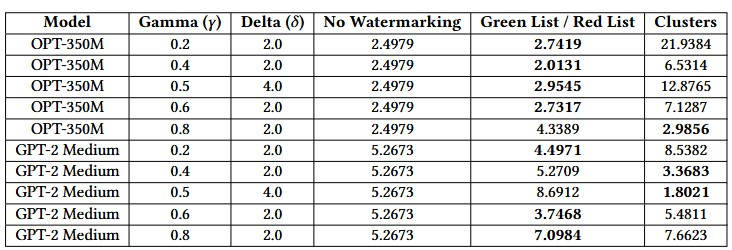 Model Gamma (γ) Delta (δ) No Watermarking Green List / Red List Clusters
OPT-350M 0.2 2.0 2.4979 2.7419 21.9384
OPT-350M 0.4 2.0 2.4979 2.0131 6.5314
OPT-350M 0.5 4.0 2.4979 2.9545 12.8765
OPT-350M 0.6 2.0 2.4979 2.7317 7.1287
OPT-350M 0.8 2.0 2.4979 4.3389 2.9856
GPT-2 Medium 0.2 2.0 5.2673 4.4971 8.5382
GPT-2 Medium 0.4 2.0 5.2673 5.2709 3.3683
GPT-2 Medium 0.5 4.0 5.2673 8.6912 1.8021
GPT-2 Medium 0.6 2.0 5.2673 3.7468 5.4811
GPT-2 Medium 0.8 2.0 5.2673 7.0984 7.6623